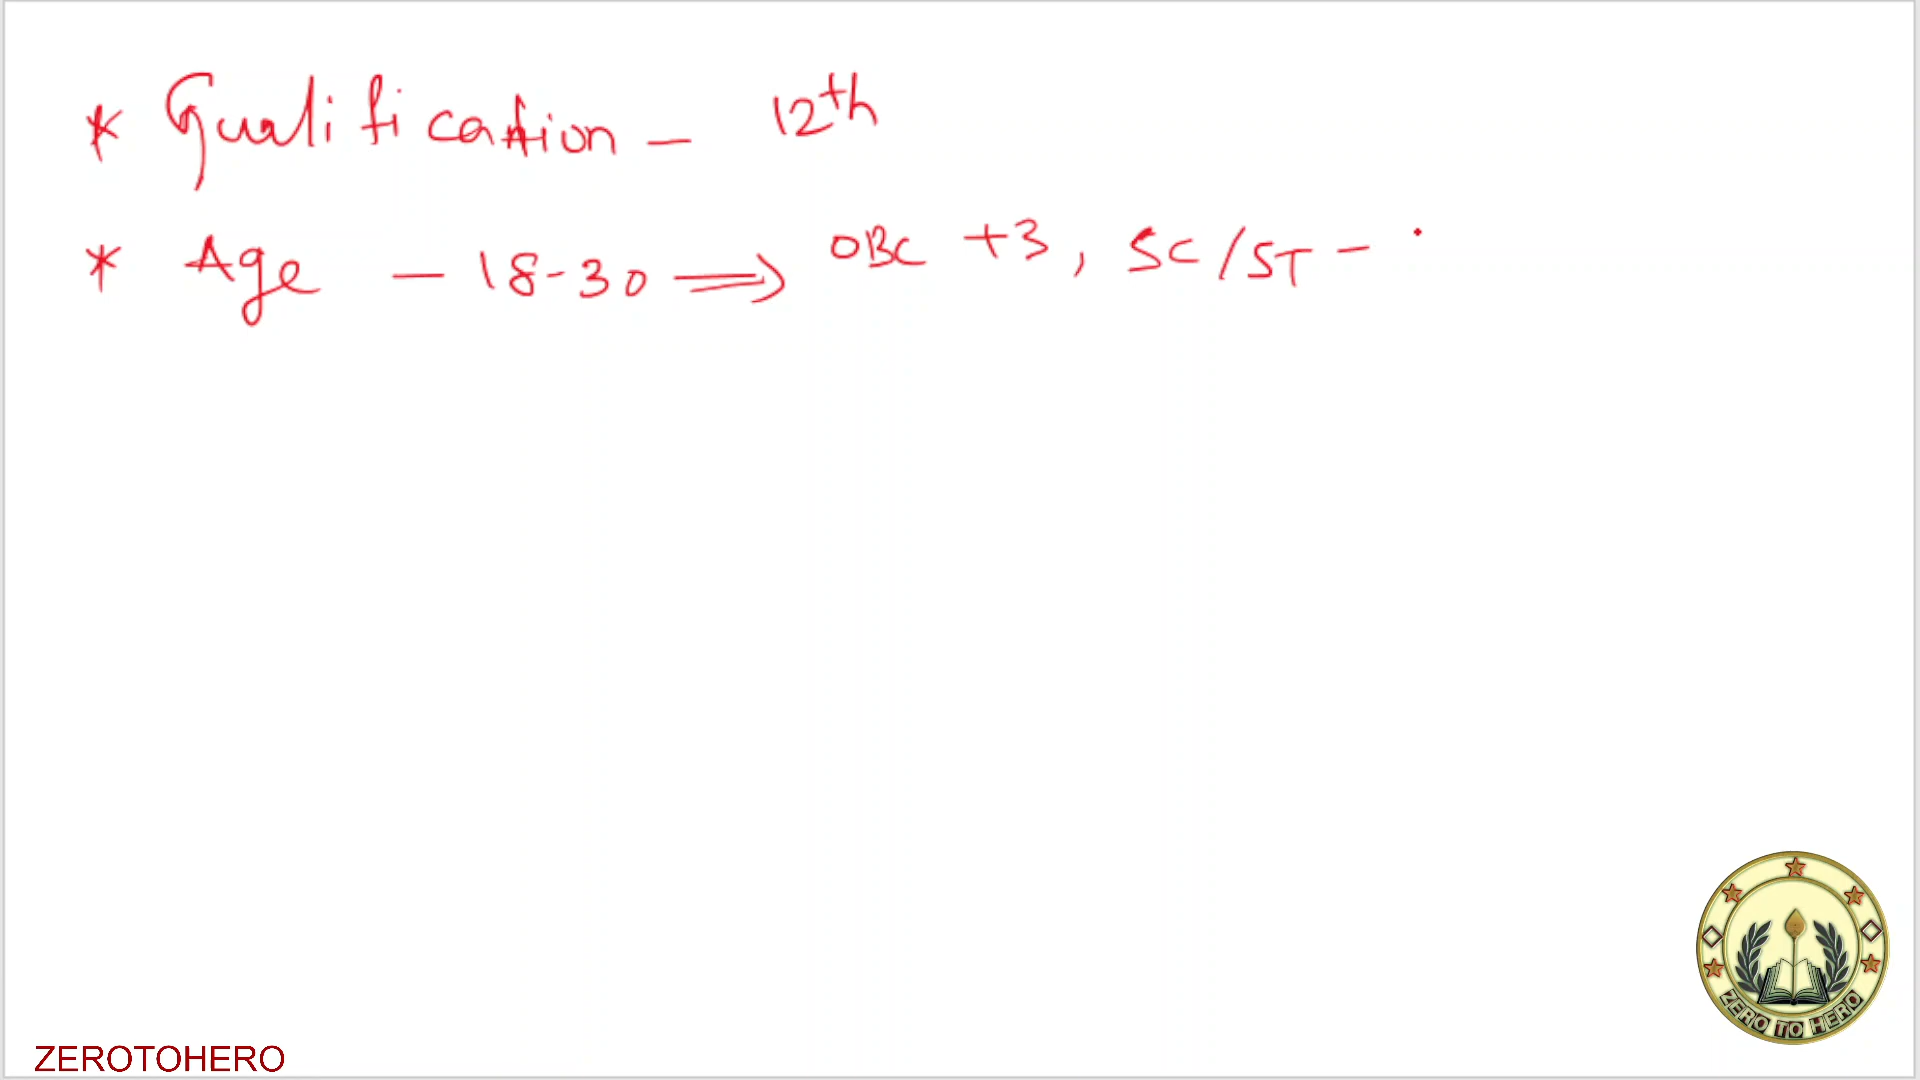 * Qualification - 12th
* Age - 18-30 ⇒ OBC +3, SC/ST -
ZERO TO HERO
ZEROTOHERO